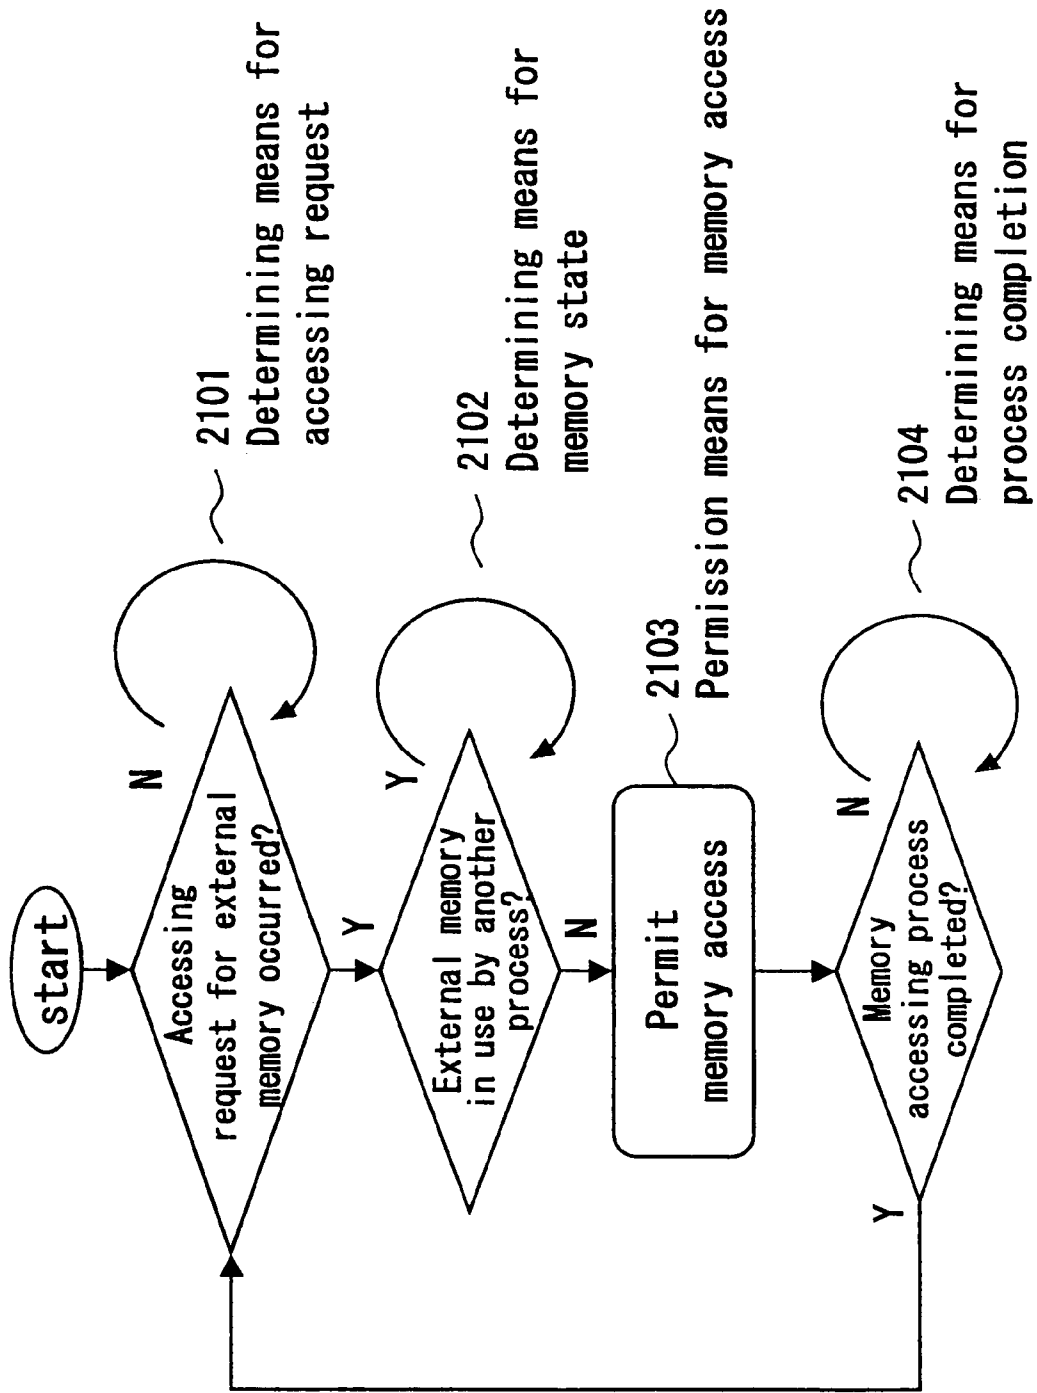 start
Accessing
request for external
memory occurred?
N
Y
2101
Determining means for
accessing request
External memory
in use by another
process?
Y
N
2102
Determining means for
memory state
Permit
memory access
2103
Permission means for memory access
Memory
accessing process
completed?
N
Y
2104
Determining means for
process completion